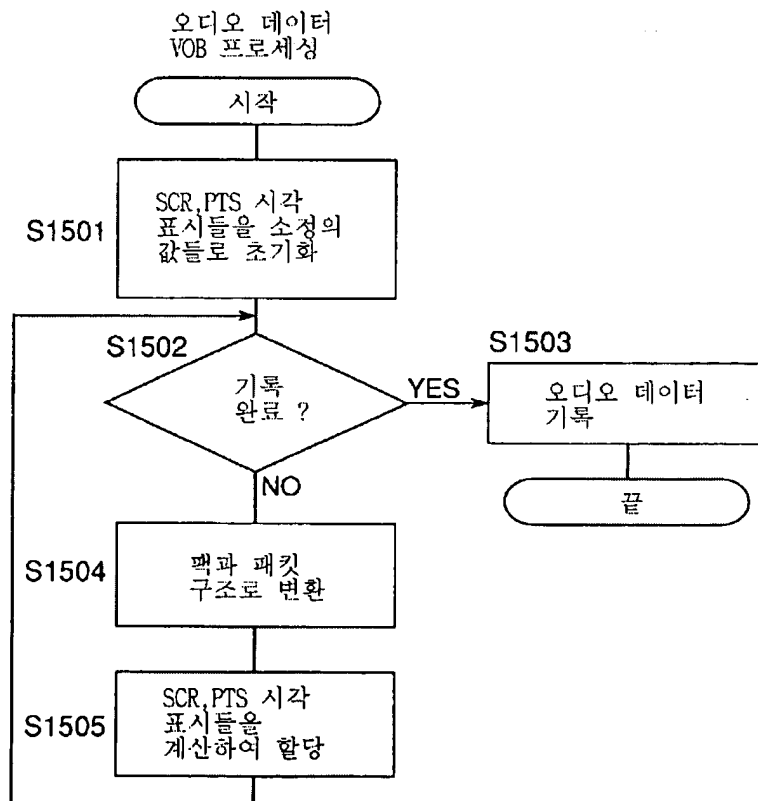 오디오 데이터
VOB 프로세싱
시작
S1501
SCR,PTS 시각
표시들을 소정의
값들로 초기화
S1502
기록
완료 ?
YES
S1503
오디오 데이터
기록
끝
NO
S1504
팩과 패킷
구조로 변환
S1505
SCR,PTS 시각
표시들을
계산하여 할당